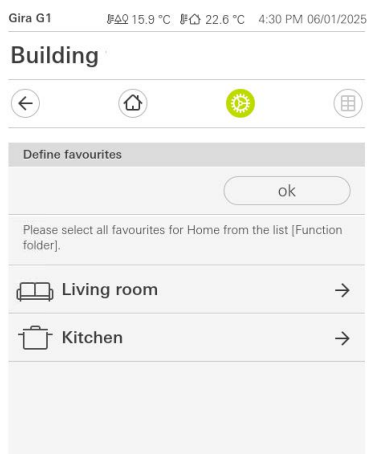 Gira G1 15.9 °C 22.6 °C 4:30 PM 06/01/2025
Building
Define favourites
ok
Please select all favourites for Home from the list [Function
folder].
Living room
Kitchen